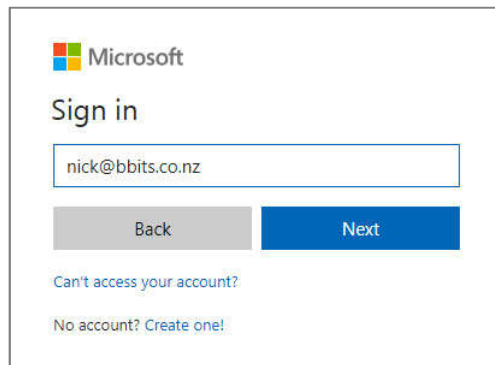 Microsoft
Sign in
nick@bbits.co.nz
Back Next
Can't access your account?
No account? Create one!